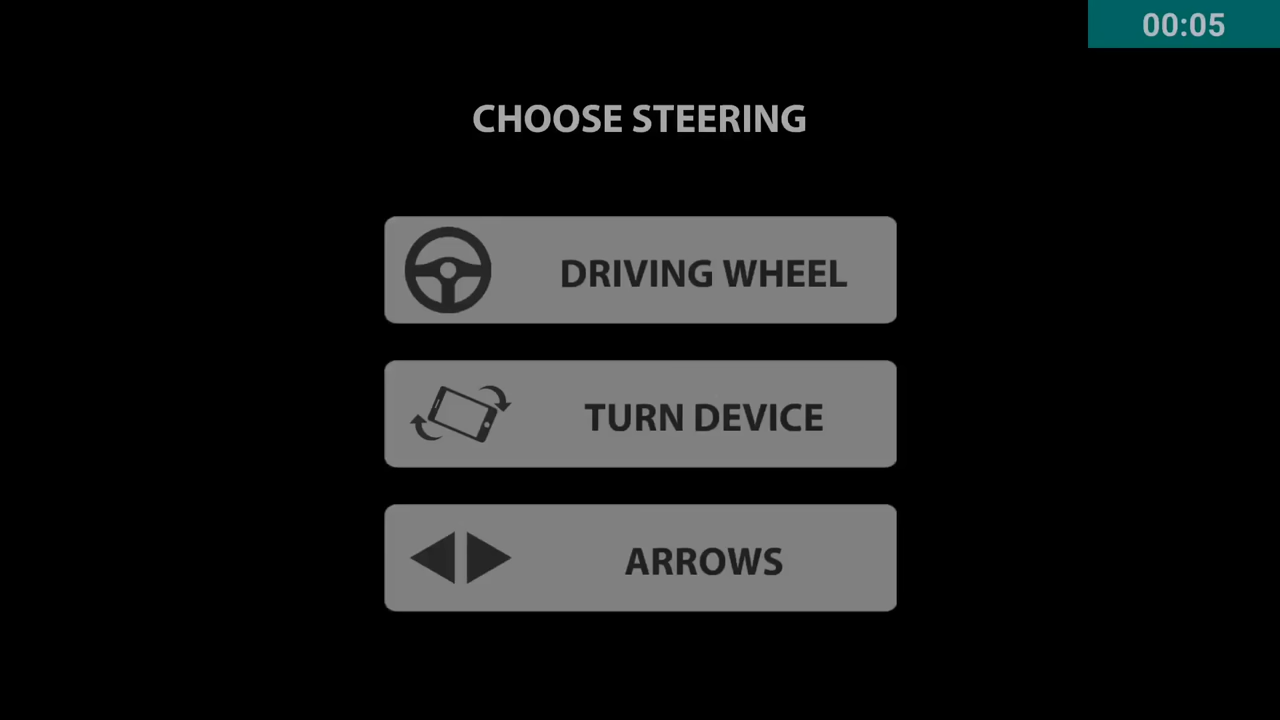 00:05
CHOOSE STEERING
DRIVING WHEEL
TURN DEVICE
ARROWS